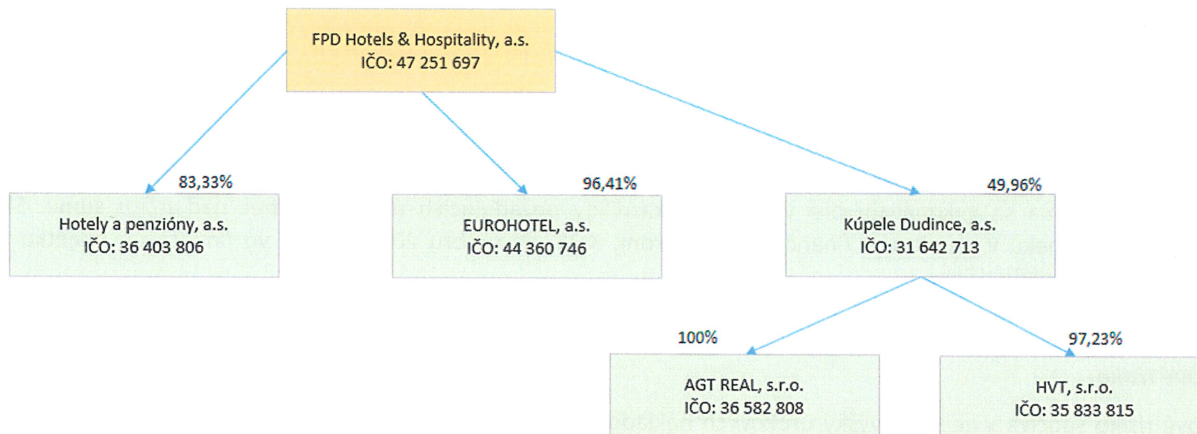 FPD Hotels & Hospitality, a.s.
IČO: 47 251 697
83,33%
96,41%
49,96%
Hotely a penzióny, a.s.
IČO: 36 403 806
EUROHOTEL, a.s.
IČO: 44 360 746
Kúpele Dudince, a.s.
IČO: 31 642 713
100%
97,23%
AGT REAL, s.r.o.
IČO: 36 582 808
HVT, s.r.o.
IČO: 35 833 815